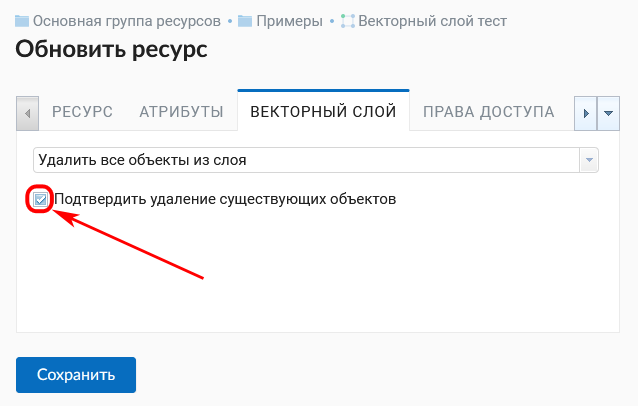 Основная группа ресурсов • Примеры • Векторный слой тест
Обновить ресурс
РЕСУРС АТРИБУТЫ ВЕКТОРНЫЙ СЛОЙ ПРАВА ДОСТУПА
Удалить все объекты из слоя
Подтвердить удаление существующих объектов
Сохранить